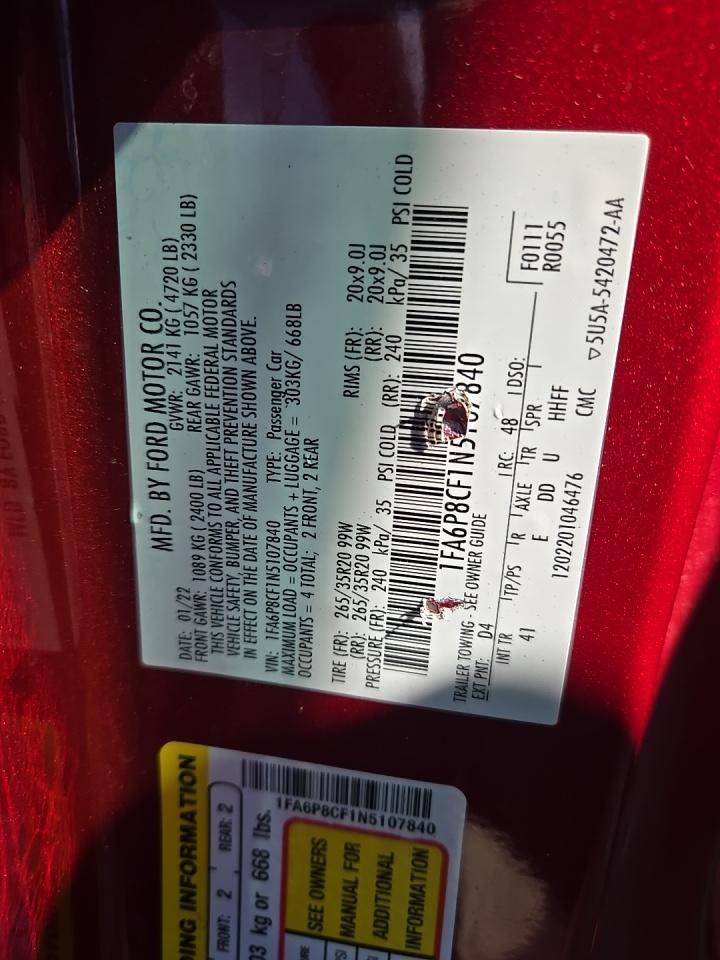 MFD. BY FORD MOTOR CO.
DATE: 01/22 GVWR: 2141 KG ( 4720 LB)
FRONT GAWR: 1089 KG ( 2400 LB) REAR GAWR: 1057 KG ( 2330 LB)
THIS VEHICLE CONFORMS TO ALL APPLICABLE FEDERAL MOTOR
VEHICLE SAFETY, BUMPER, AND THEFT PREVENTION STANDARDS
IN EFFECT ON THE DATE OF MANUFACTURE SHOWN ABOVE.
VIN: 1FA6P8CF1N5107840 TYPE: Passenger Car
MAXIMUM LOAD = OCCUPANTS + LUGGAGE = 303KG/ 668LB
OCCUPANTS = 4 TOTAL; 2 FRONT, 2 REAR
TIRE (FR): 265/35R20 99W RIMS (FR): 20x9.0J
(RR): 265/35R20 99W (RR): 20x9.0J
PRESSURE (FR): 240 kPa/ 35 PSI COLD (RR): 240 kPa/ 35 PSI COLD
1FA6P8CF1N5107840
TRAILER TOWING - SEE OWNER GUIDE
EXT PNT: D4 RC: 48 DSO: F0111
R0055
INT TR TP/PS R AXLE TR SPR
41 E DD U HHFF
1202201046476 CMC ▽5U5A-5420472-AA
DING INFORMATION
FRONT: 2 REAR: 2
03 kg or 668 lbs.
1FA6P8CF1N5107840
SEE OWNERS
MANUAL FOR
ADDITIONAL
INFORMATION